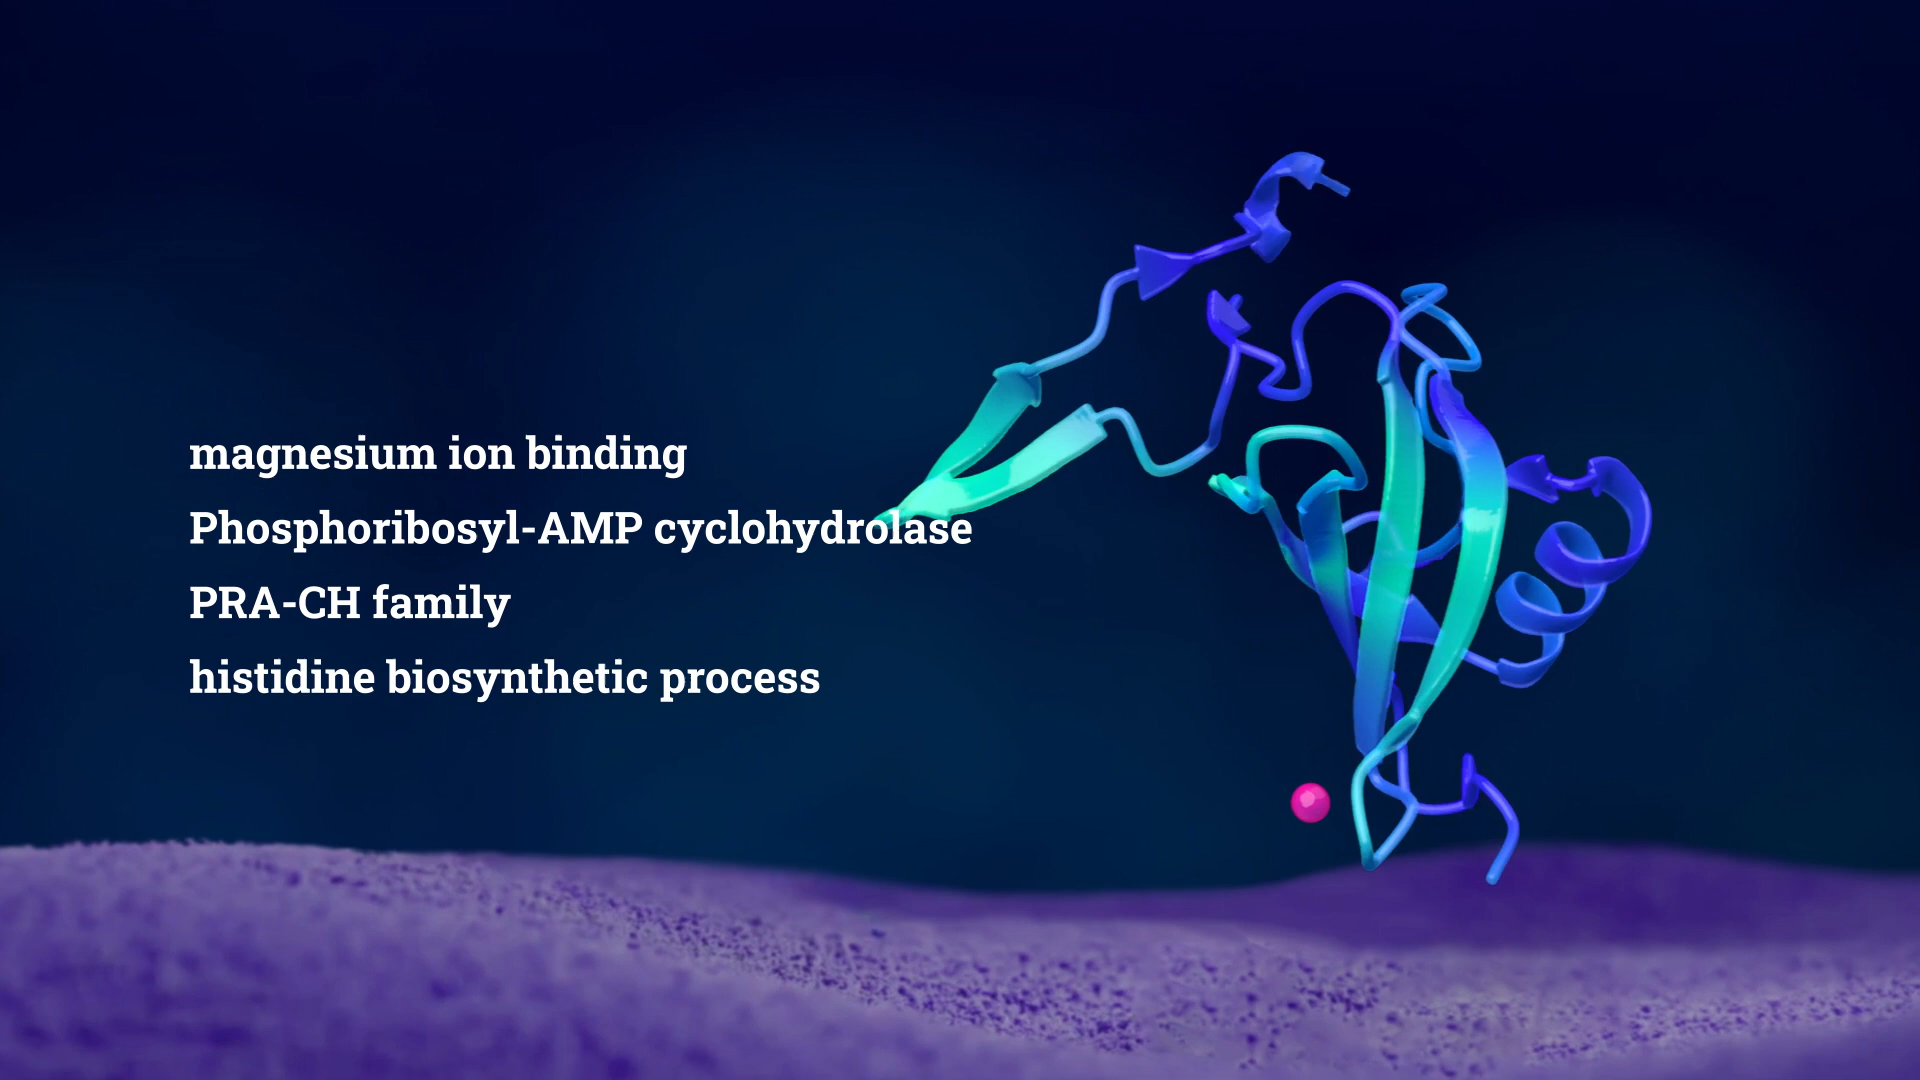 magnesium ion binding
Phosphoribosyl-AMP cyclohydrolase
PRA-CH family
histidine biosynthetic process